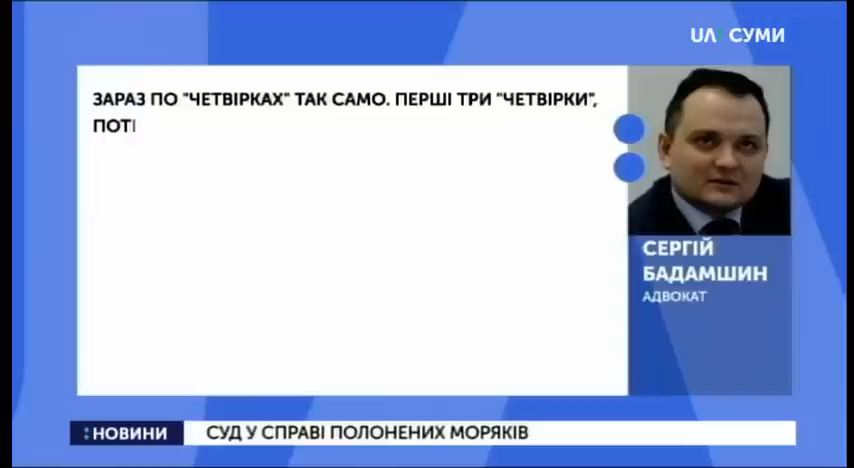 UA: СУМИ
ЗАРАЗ ПО "ЧЕТВІРКАХ" ТАК САМО. ПЕРШІ ТРИ "ЧЕТВІРКИ",
ПОТІ
СЕРГІЙ
БАДАМШИН
АДВОКАТ
:НОВИНИ
СУД У СПРАВІ ПОЛОНЕНИХ МОРЯКІВ